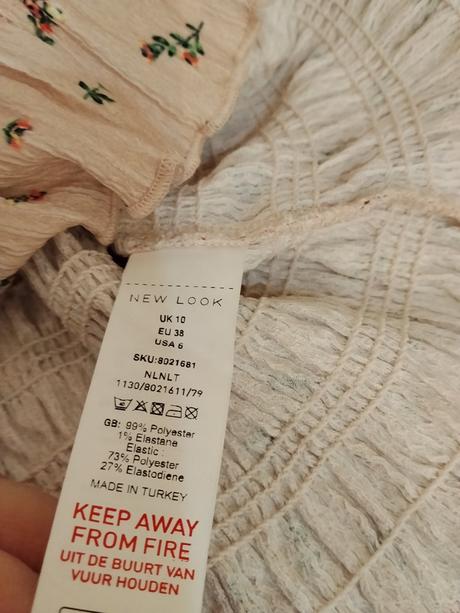 NEW LOOK
UK 10
EU 38
USA 6
SKU:8021681
NLNLT
1130/8021611/79
GB: 99% Polyester
1% Elastane
Elastic :
73% Polyester
27% Elastodiene
MADE IN TURKEY
KEEP AWAY
FROM FIRE
UIT DE BUURT VAN
VUUR HOUDEN